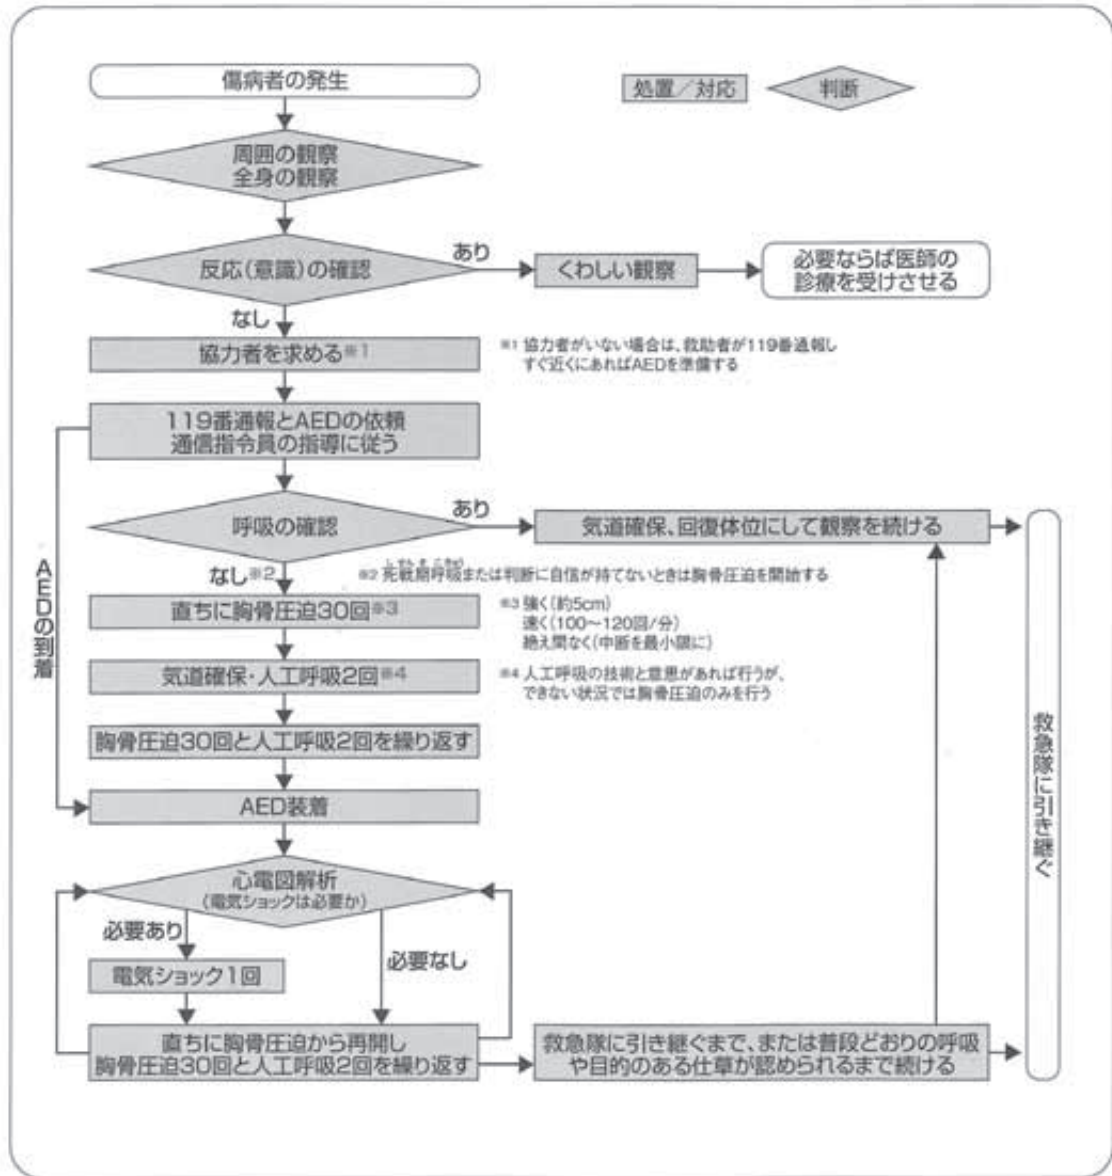 傷病者の発生
処置/対応
判断
周囲の観察
全身の観察
反応(意識)の確認
あり
くわしい観察
必要ならば医師の
診療を受けさせる
なし
協力者を求める※1
※1 協力者がいない場合は、救助者が119番通報し
すぐ近くにあればAEDを準備する
119番通報とAEDの依頼
通信指令員の指導に従う
呼吸の確認
あり
気道確保、回復体位にして観察を続ける
なし※2
しせんきこきゅう
※2 死戦期呼吸または判断に自信が持てないときは胸骨圧迫を開始する
直ちに胸骨圧迫30回※3
※3 強く(約5cm)
速く(100〜120回/分)
絶え間なく(中断を最小限に)
気道確保・人工呼吸2回※4
※4 人工呼吸の技術と意思があれば行うが、
できない状況では胸骨圧迫のみを行う
胸骨圧迫30回と人工呼吸2回を繰り返す
AEDの到着
AED装着
心電図解析
(電気ショックは必要か)
必要あり
必要なし
電気ショック1回
直ちに胸骨圧迫から再開し
胸骨圧迫30回と人工呼吸2回を繰り返す
救急隊に引き継ぐまで、または普段どおりの呼吸
や目的のある仕草が認められるまで続ける
救急隊に引き継ぐ